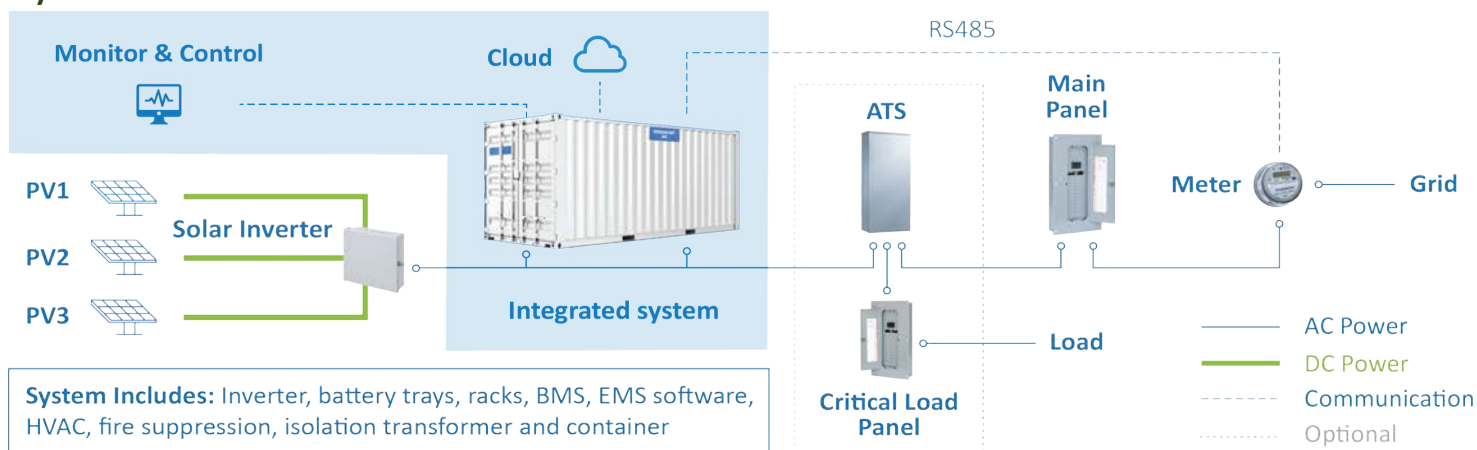 Monitor & Control
Cloud
RS485
Main
Panel
ATS
PV1
Solar Inverter
Meter
Grid
PV2
PV3
Integrated system
Load
Critical Load
Panel
System Includes: Inverter, battery trays, racks, BMS, EMS software,
HVAC, fire suppression, isolation transformer and container
AC Power
DC Power
Communication
Optional